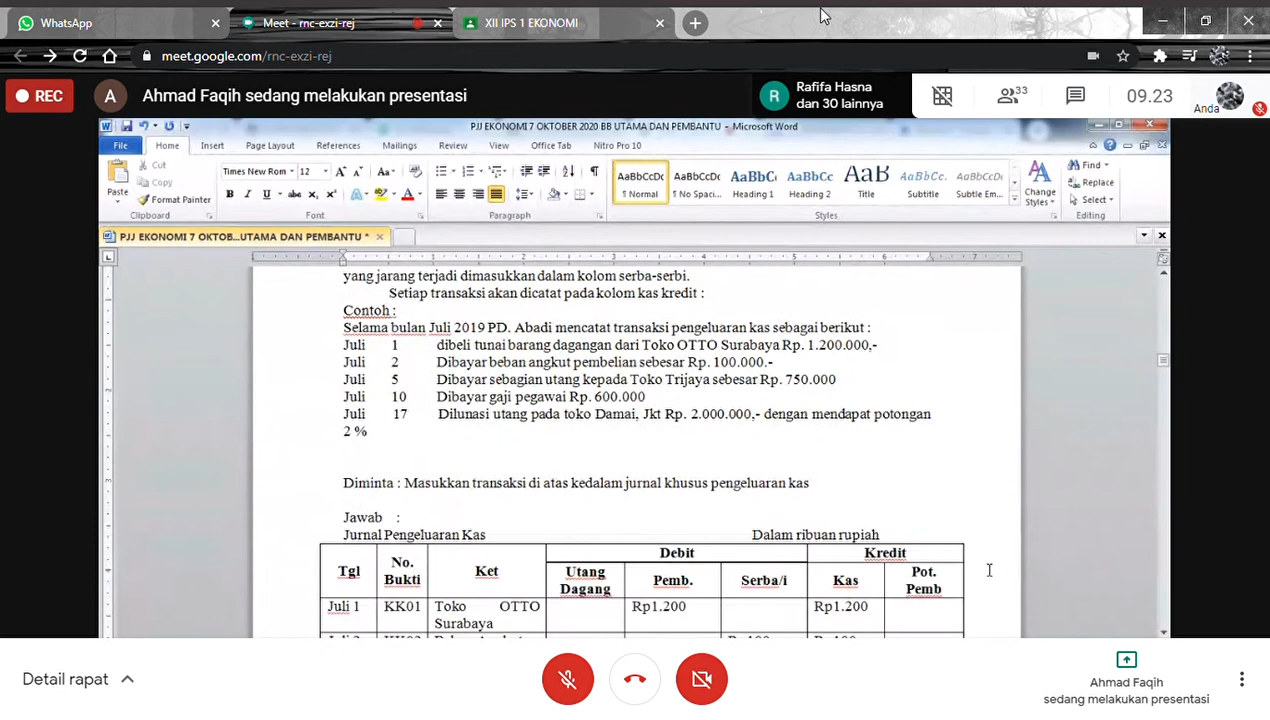 WhatsApp
Meet - rnc-exzi-rej
XII IPS 1 EKONOMI
meet.google.com/rnc-exzi-rej
REC
A
Ahmad Faqih sedang melakukan presentasi
R
Rafifa Hasna
dan 30 lainnya
33
09.23
Anda
PJJ EKONOMI 7 OKTOBER 2020 BB UTAMA DAN PEMBANTU - Microsoft Word
File Home Insert Page Layout References Mailings Review View Office Tab Nitro Pro 10
Paste
Cut
Copy
Format Painter
Clipboard
Times New Rom 12
Font
Paragraph
AaBbCcDc AaBbCcDc AaBbC AaBbCc AaB AaBbCc. AaBbCcDc
¶ Normal ¶ No Spaci... Heading 1 Heading 2 Title Subtitle Subtle Em...
Styles
Change
Styles
Find
Replace
Select
Editing
PJJ EKONOMI 7 OKTOB...UTAMA DAN PEMBANTU *
yang jarang terjadi dimasukkan dalam kolom serba-serbi.
Setiap transaksi akan dicatat pada kolom kas kredit :
Contoh :
Selama bulan Juli 2019 PD. Abadi mencatat transaksi pengeluaran kas sebagai berikut :
Juli 1 dibeli tunai barang dagangan dari Toko OTTO Surabaya Rp. 1.200.000,-
Juli 2 Dibayar beban angkut pembelian sebesar Rp. 100.000.-
Juli 5 Dibayar sebagian utang kepada Toko Trijaya sebesar Rp. 750.000
Juli 10 Dibayar gaji pegawai Rp. 600.000
Juli 17 Dilunasi utang pada toko Damai, Jkt Rp. 2.000.000,- dengan mendapat potongan
2 %
Diminta : Masukkan transaksi di atas kedalam jurnal khusus pengeluaran kas
Jawab :
Jurnal Pengeluaran Kas Dalam ribuan rupiah
Tgl No. Bukti Ket Debit Kredit
Utang Dagang Pemb. Serba/i Kas Pot. Pemb
Juli 1 KK01 Toko OTTO Rp1.200 Rp1.200
Surabaya
Detail rapat
Ahmad Faqih
sedang melakukan presentasi